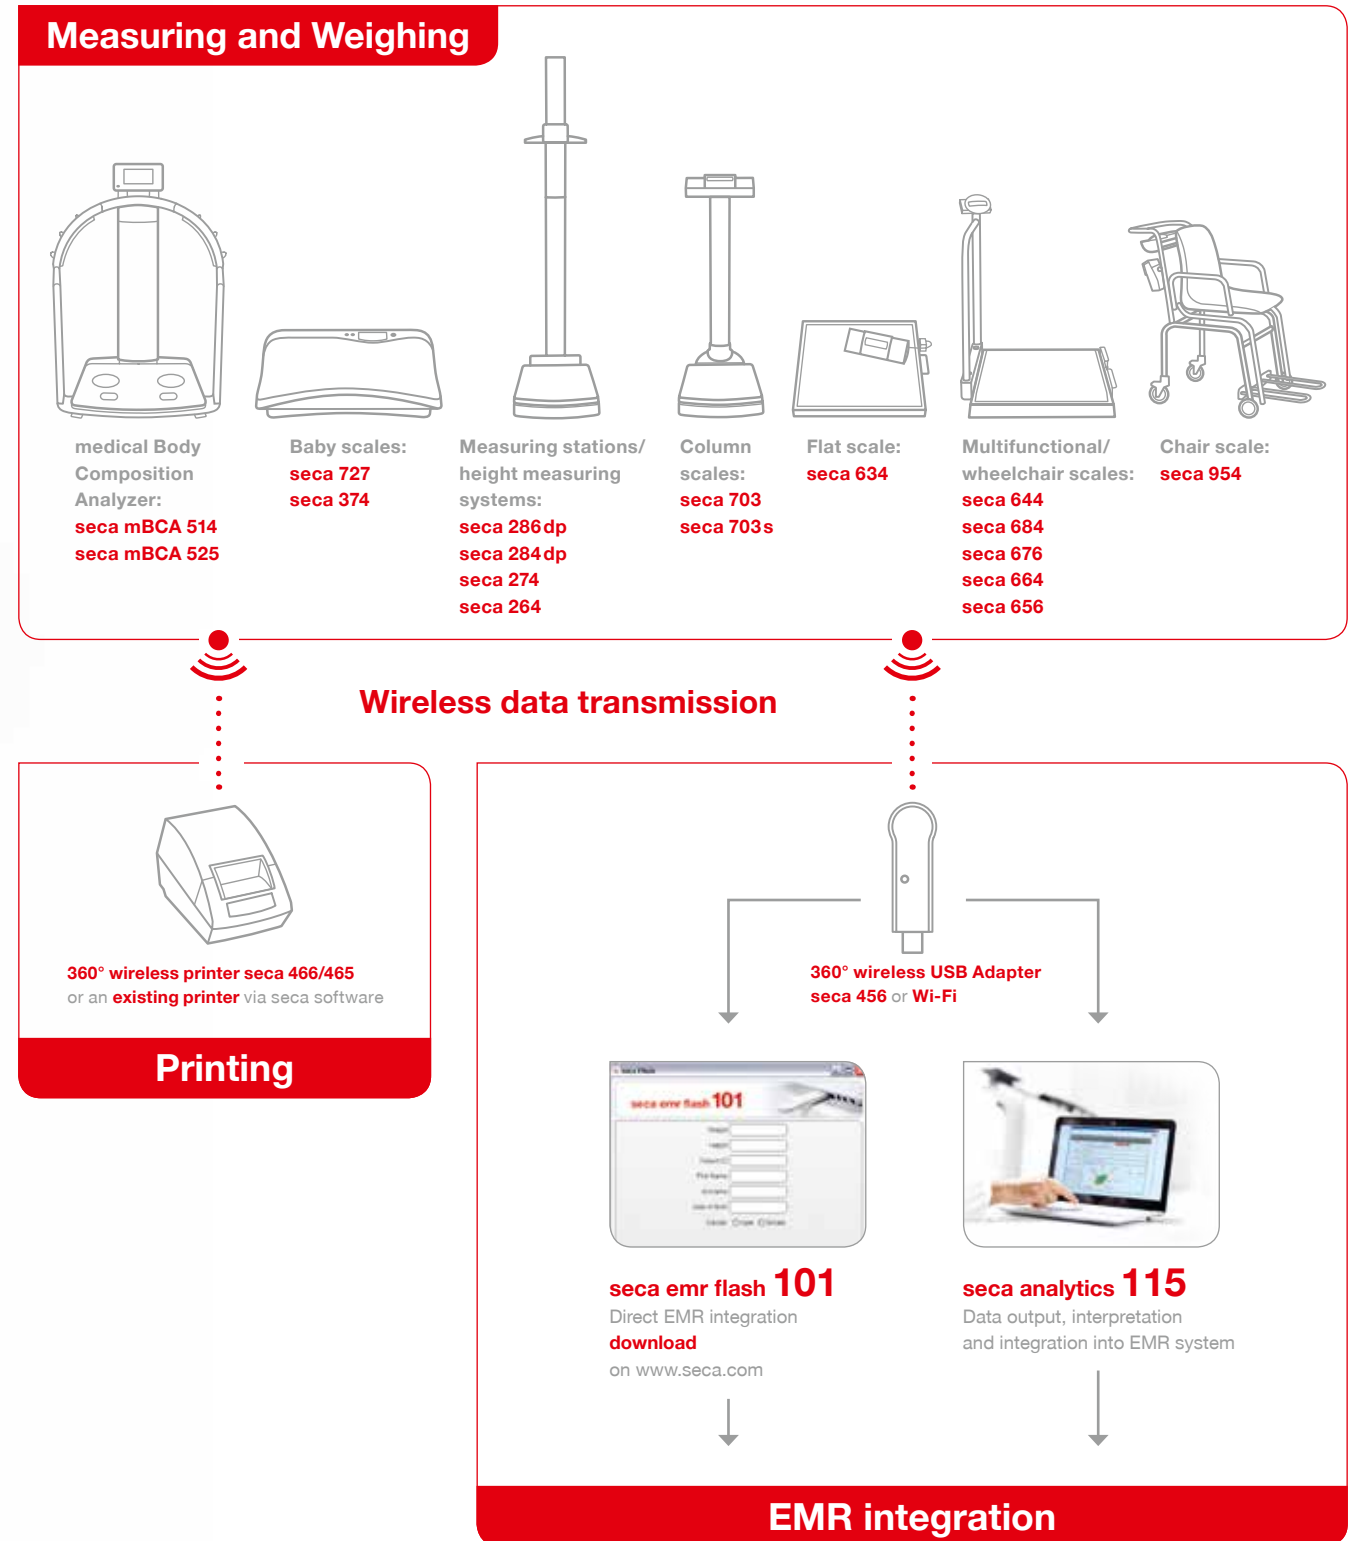 Measuring and Weighing
medical Body
Composition
Analyzer:
seca mBCA 514
seca mBCA 525
Baby scales:
seca 727
seca 374
Measuring stations/
height measuring
systems:
seca 286dp
seca 284dp
seca 274
seca 264
Column
scales:
seca 703
seca 703s
Flat scale:
seca 634
Multifunctional/
wheelchair scales:
seca 644
seca 684
seca 676
seca 664
seca 656
Chair scale:
seca 954
Wireless data transmission
360° wireless printer seca 466/465
or an existing printer via seca software
Printing
360° wireless USB Adapter
seca 456 or Wi-Fi
seca emr flash 101
seca emr flash 101
Direct EMR integration
download
on www.seca.com
seca analytics 115
Data output, interpretation
and integration into EMR system
EMR integration